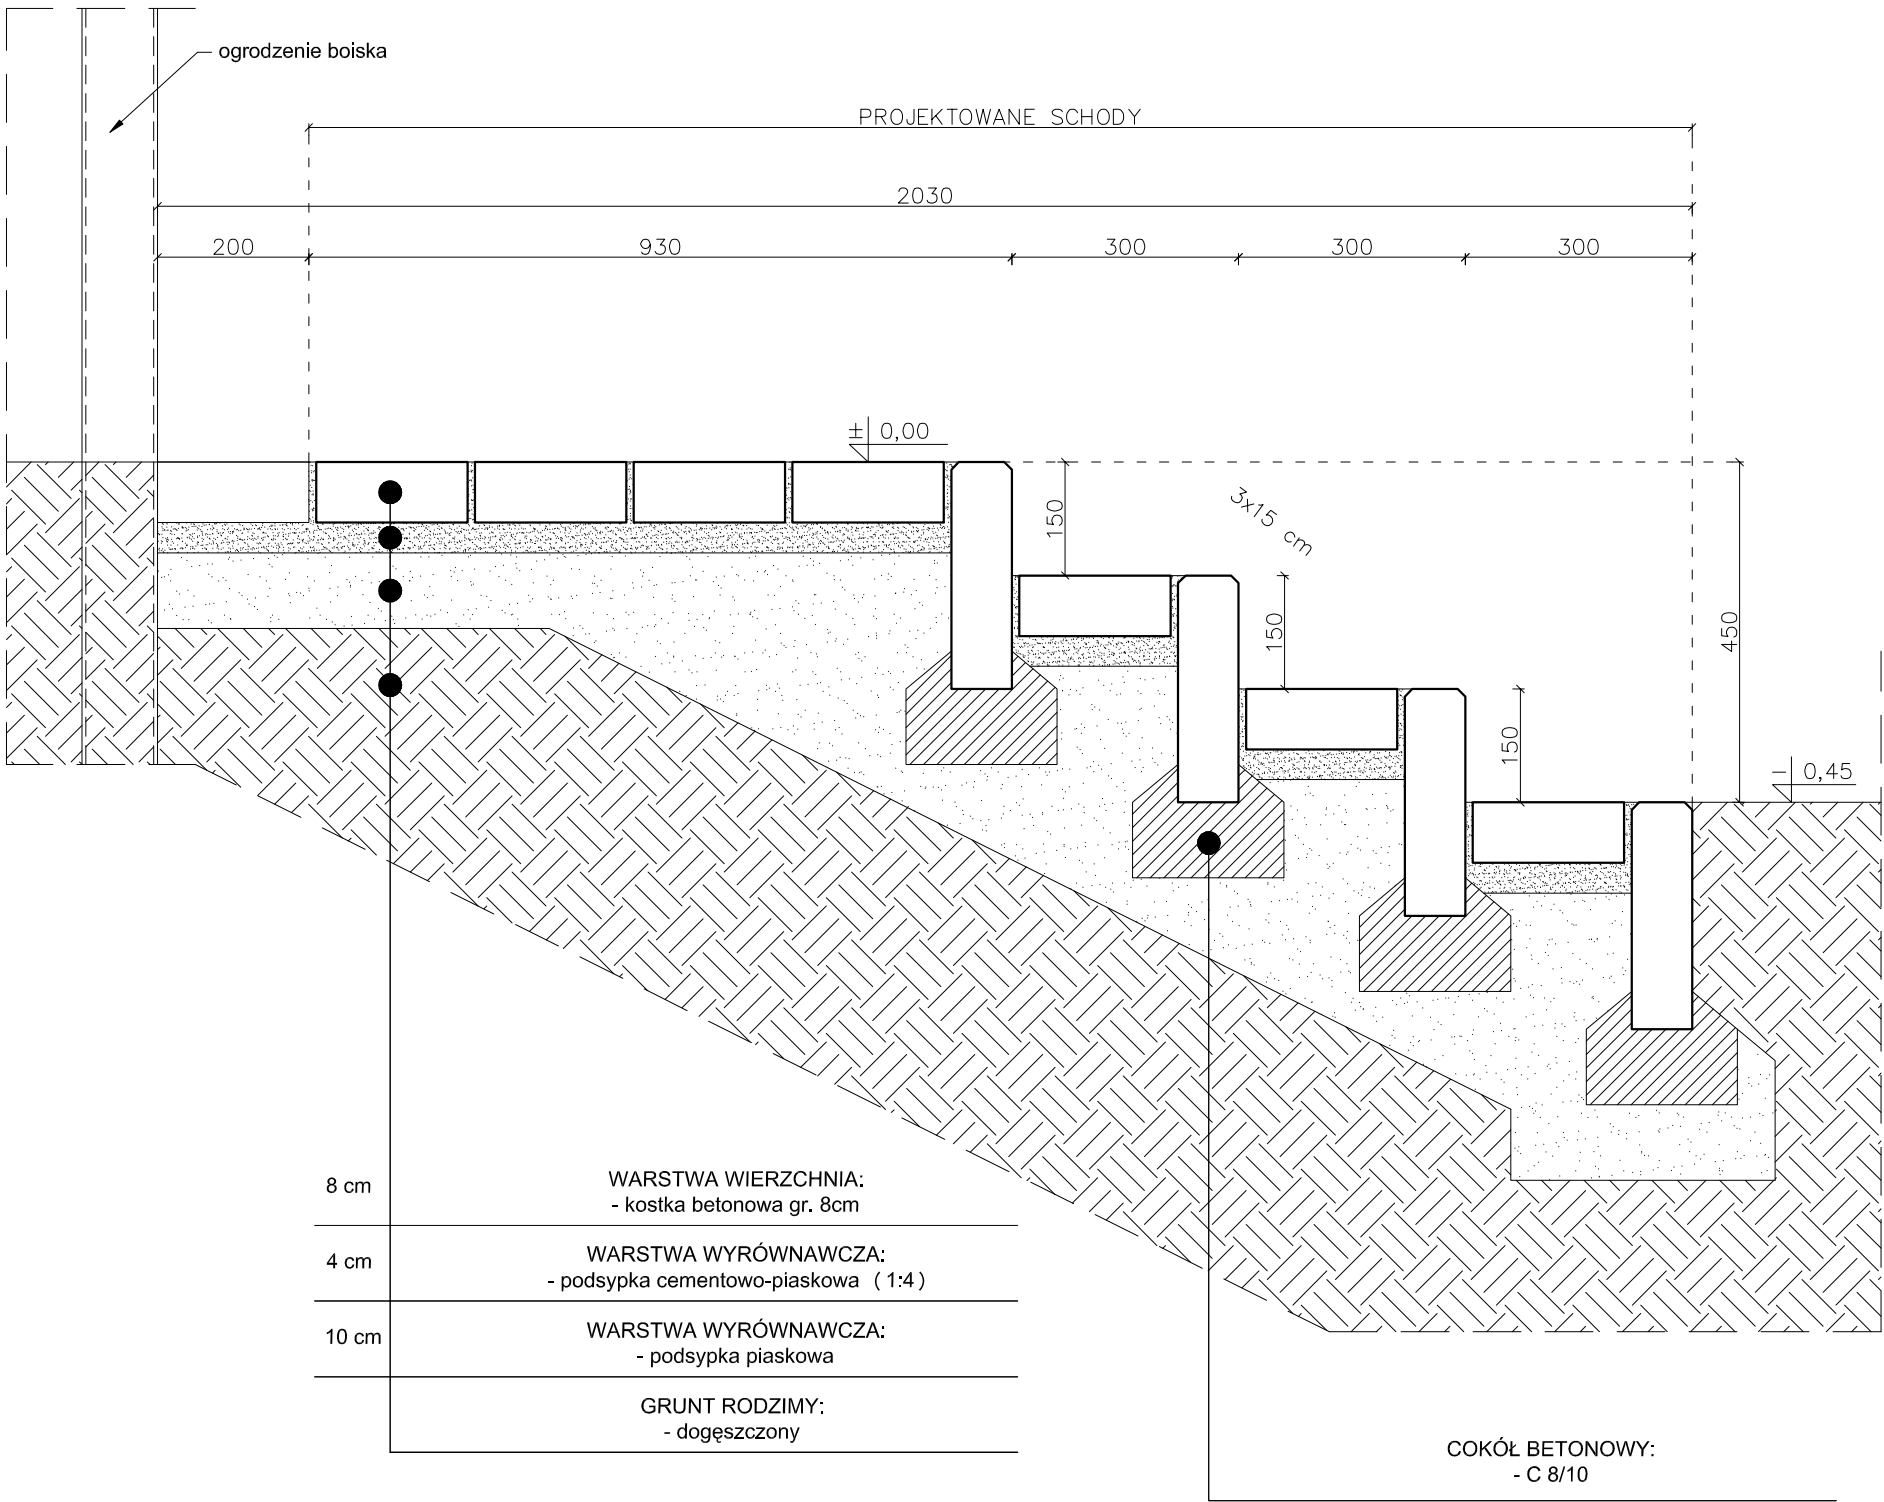 ogrodzenie boiska
PROJEKTOWANE SCHODY
2030
200 930 300 300 300
± 0,00
150
3x15 cm
150
450
150
− 0,45
8 cm
WARSTWA WIERZCHNIA:
- kostka betonowa gr. 8cm
4 cm
WARSTWA WYRÓWNAWCZA:
- podsypka cementowo-piaskowa (1:4)
10 cm
WARSTWA WYRÓWNAWCZA:
- podsypka piaskowa
GRUNT RODZIMY:
- dogęszczony
COKÓŁ BETONOWY:
- C 8/10